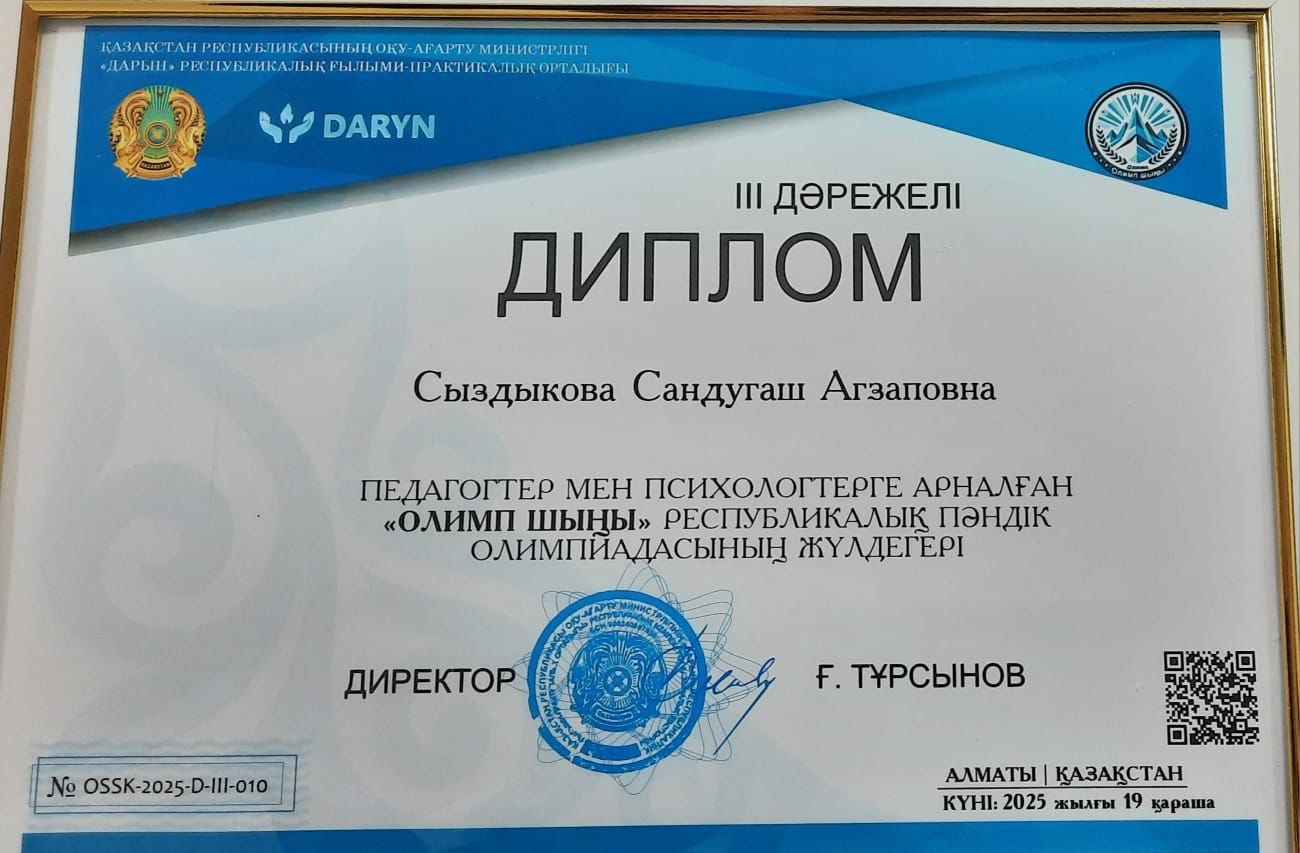 ҚАЗАҚСТАН РЕСПУБЛИКАСЫНЫҢ ОҚУ-АҒАРТУ МИНИСТРЛІГІ
«ДАРЫН» РЕСПУБЛИКАЛЫҚ ҒЫЛЫМИ-ПРАКТИКАЛЫҚ ОРТАЛЫҒЫ
DARYN
Олимп шыңы
III ДӘРЕЖЕЛІ
ДИПЛОМ
Сыздыкова Сандугаш Агзаповна
ПЕДАГОГТЕР МЕН ПСИХОЛОГТЕРГЕ АРНАЛҒАН
«ОЛИМП ШЫҢЫ» РЕСПУБЛИКАЛЫҚ ПӘНДІК
ОЛИМПИАДАСЫНЫҢ ЖҮЛДЕГЕРІ
ДИРЕКТОР
Ғ. ТҰРСЫНОВ
№ OSSK-2025-D-III-010
АЛМАТЫ | ҚАЗАҚСТАН
КҮНІ: 2025 жылғы 19 қараша